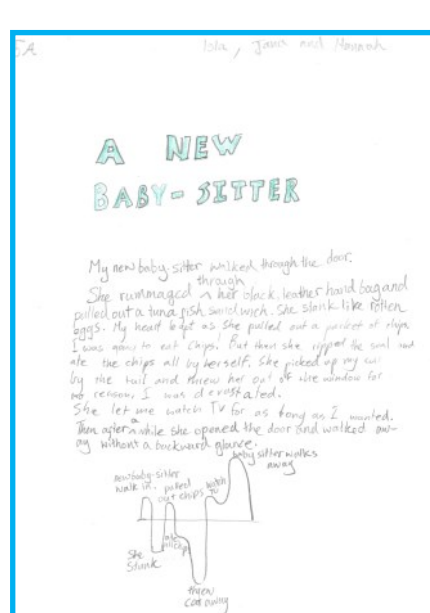 5A
Isla, Jana and Hannah
A NEW
BABY-SITTER
My new baby-sitter walked through the door.
through
She rummaged ^ her black leather hand bag and
pulled out a tuna fish sandwich. She stank like rotten
eggs. My heart leapt as she pulled out a packet of chips
I was going to eat chips! But then she ripped the seal and
ate the chips all by herself. She picked up my cat
by the tail and threw her out of the window for
no reason. I was devastated.
She let me watch TV for as long as I wanted.
Then after a while she opened the door and walked aw-
ay without a backward glance.
baby sitter walks
away
new baby-sitter
walk in.
pulled
out chips
watch
TV
ate
all chips
She
stunk
threw
cat away